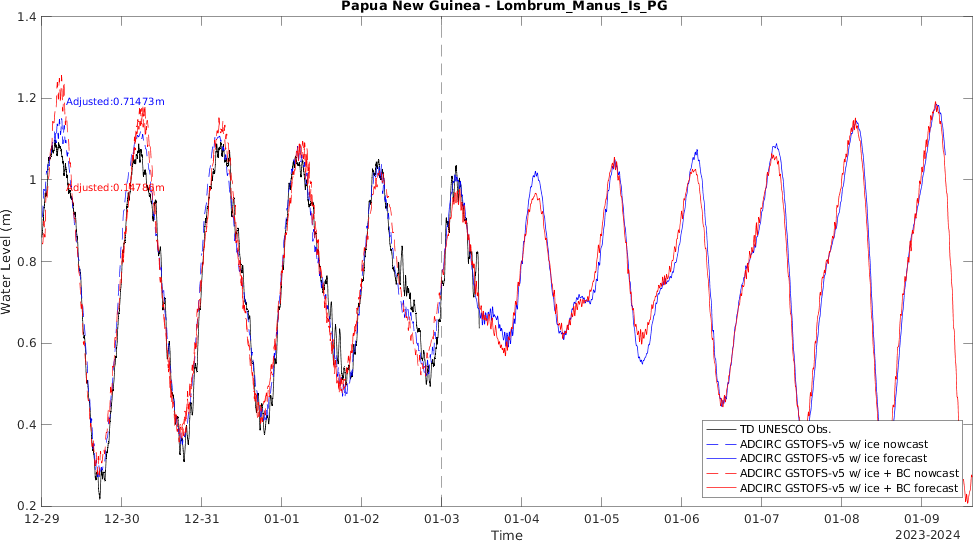 Papua New Guinea - Lombrum_Manus_Is_PG
1.4
1.2
1
0.8
0.6
0.4
0.2
Water Level (m)
Adjusted:0.71473m
Adjusted:0.14786m
TD UNESCO Obs.
ADCIRC GSTOFS-v5 w/ ice nowcast
ADCIRC GSTOFS-v5 w/ ice forecast
ADCIRC GSTOFS-v5 w/ ice + BC nowcast
ADCIRC GSTOFS-v5 w/ ice + BC forecast
12-29 12-30 12-31 01-01 01-02 01-03 01-04 01-05 01-06 01-07 01-08 01-09
Time
2023-2024